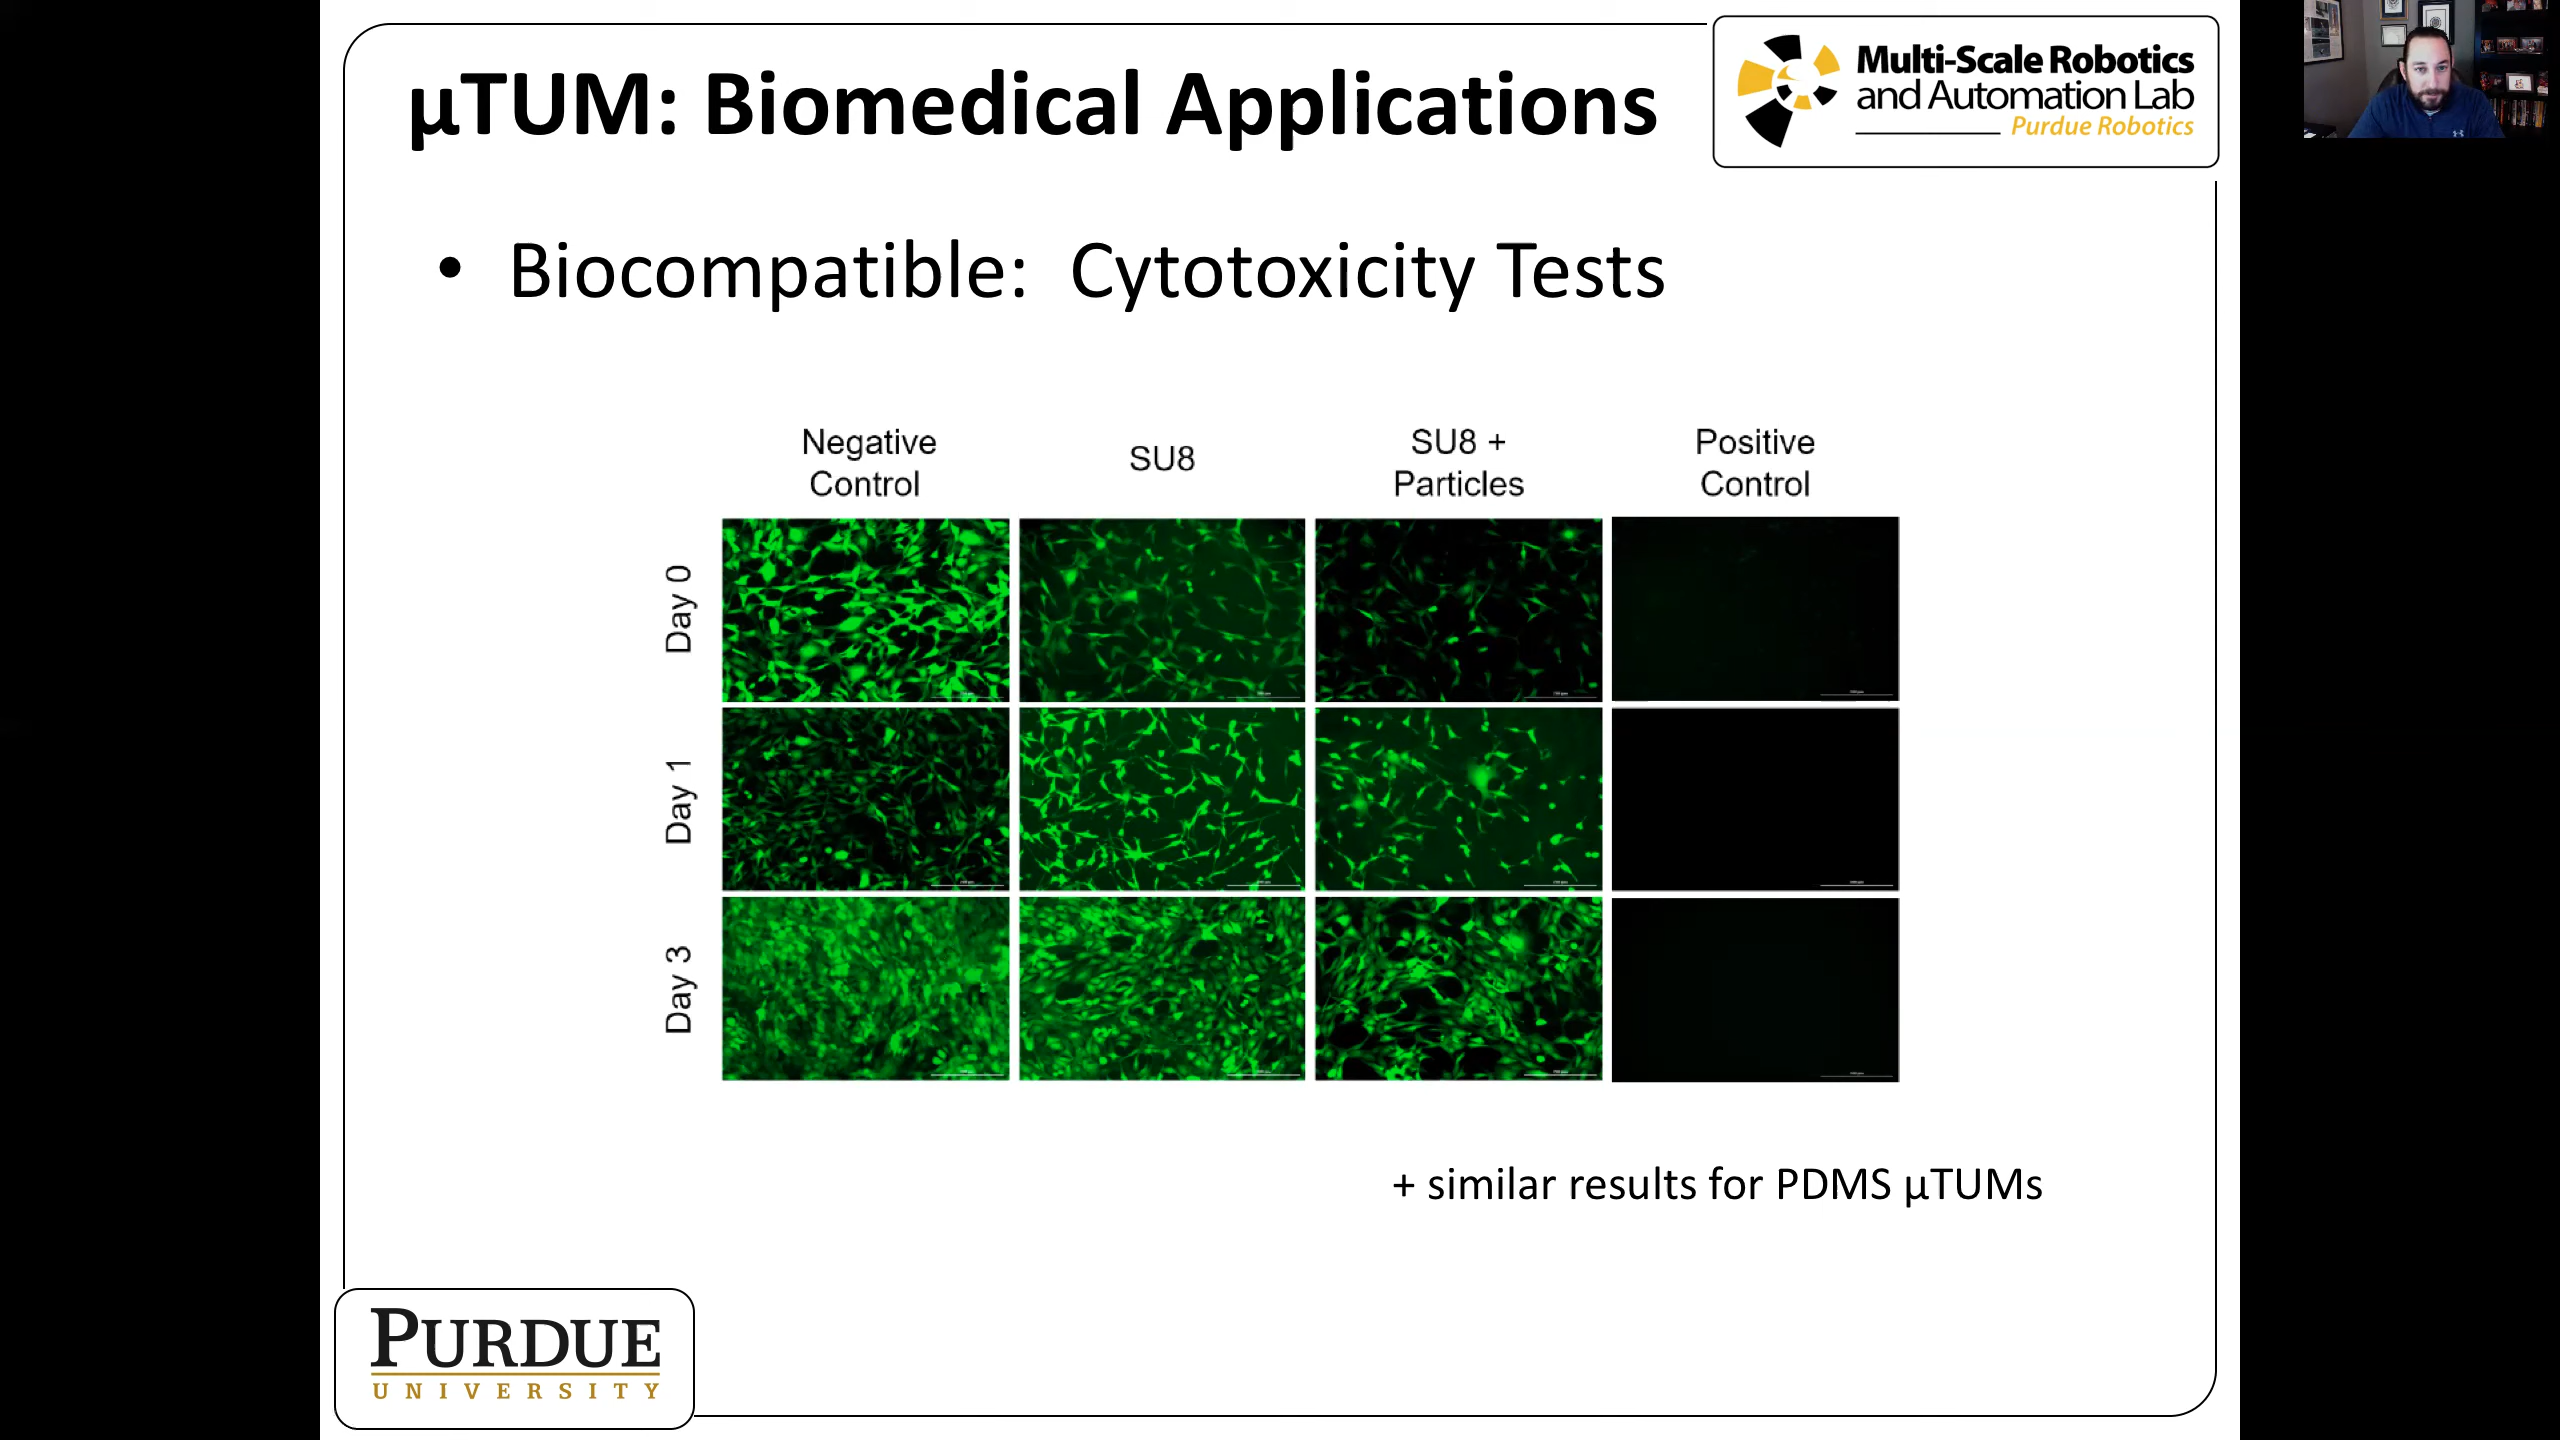 µTUM: Biomedical Applications
Multi-Scale Robotics
and Automation Lab
Purdue Robotics
• Biocompatible: Cytotoxicity Tests
Negative
Control
SU8
SU8 +
Particles
Positive
Control
Day 0
Day 1
Day 3
+ similar results for PDMS µTUMs
PURDUE
UNIVERSITY